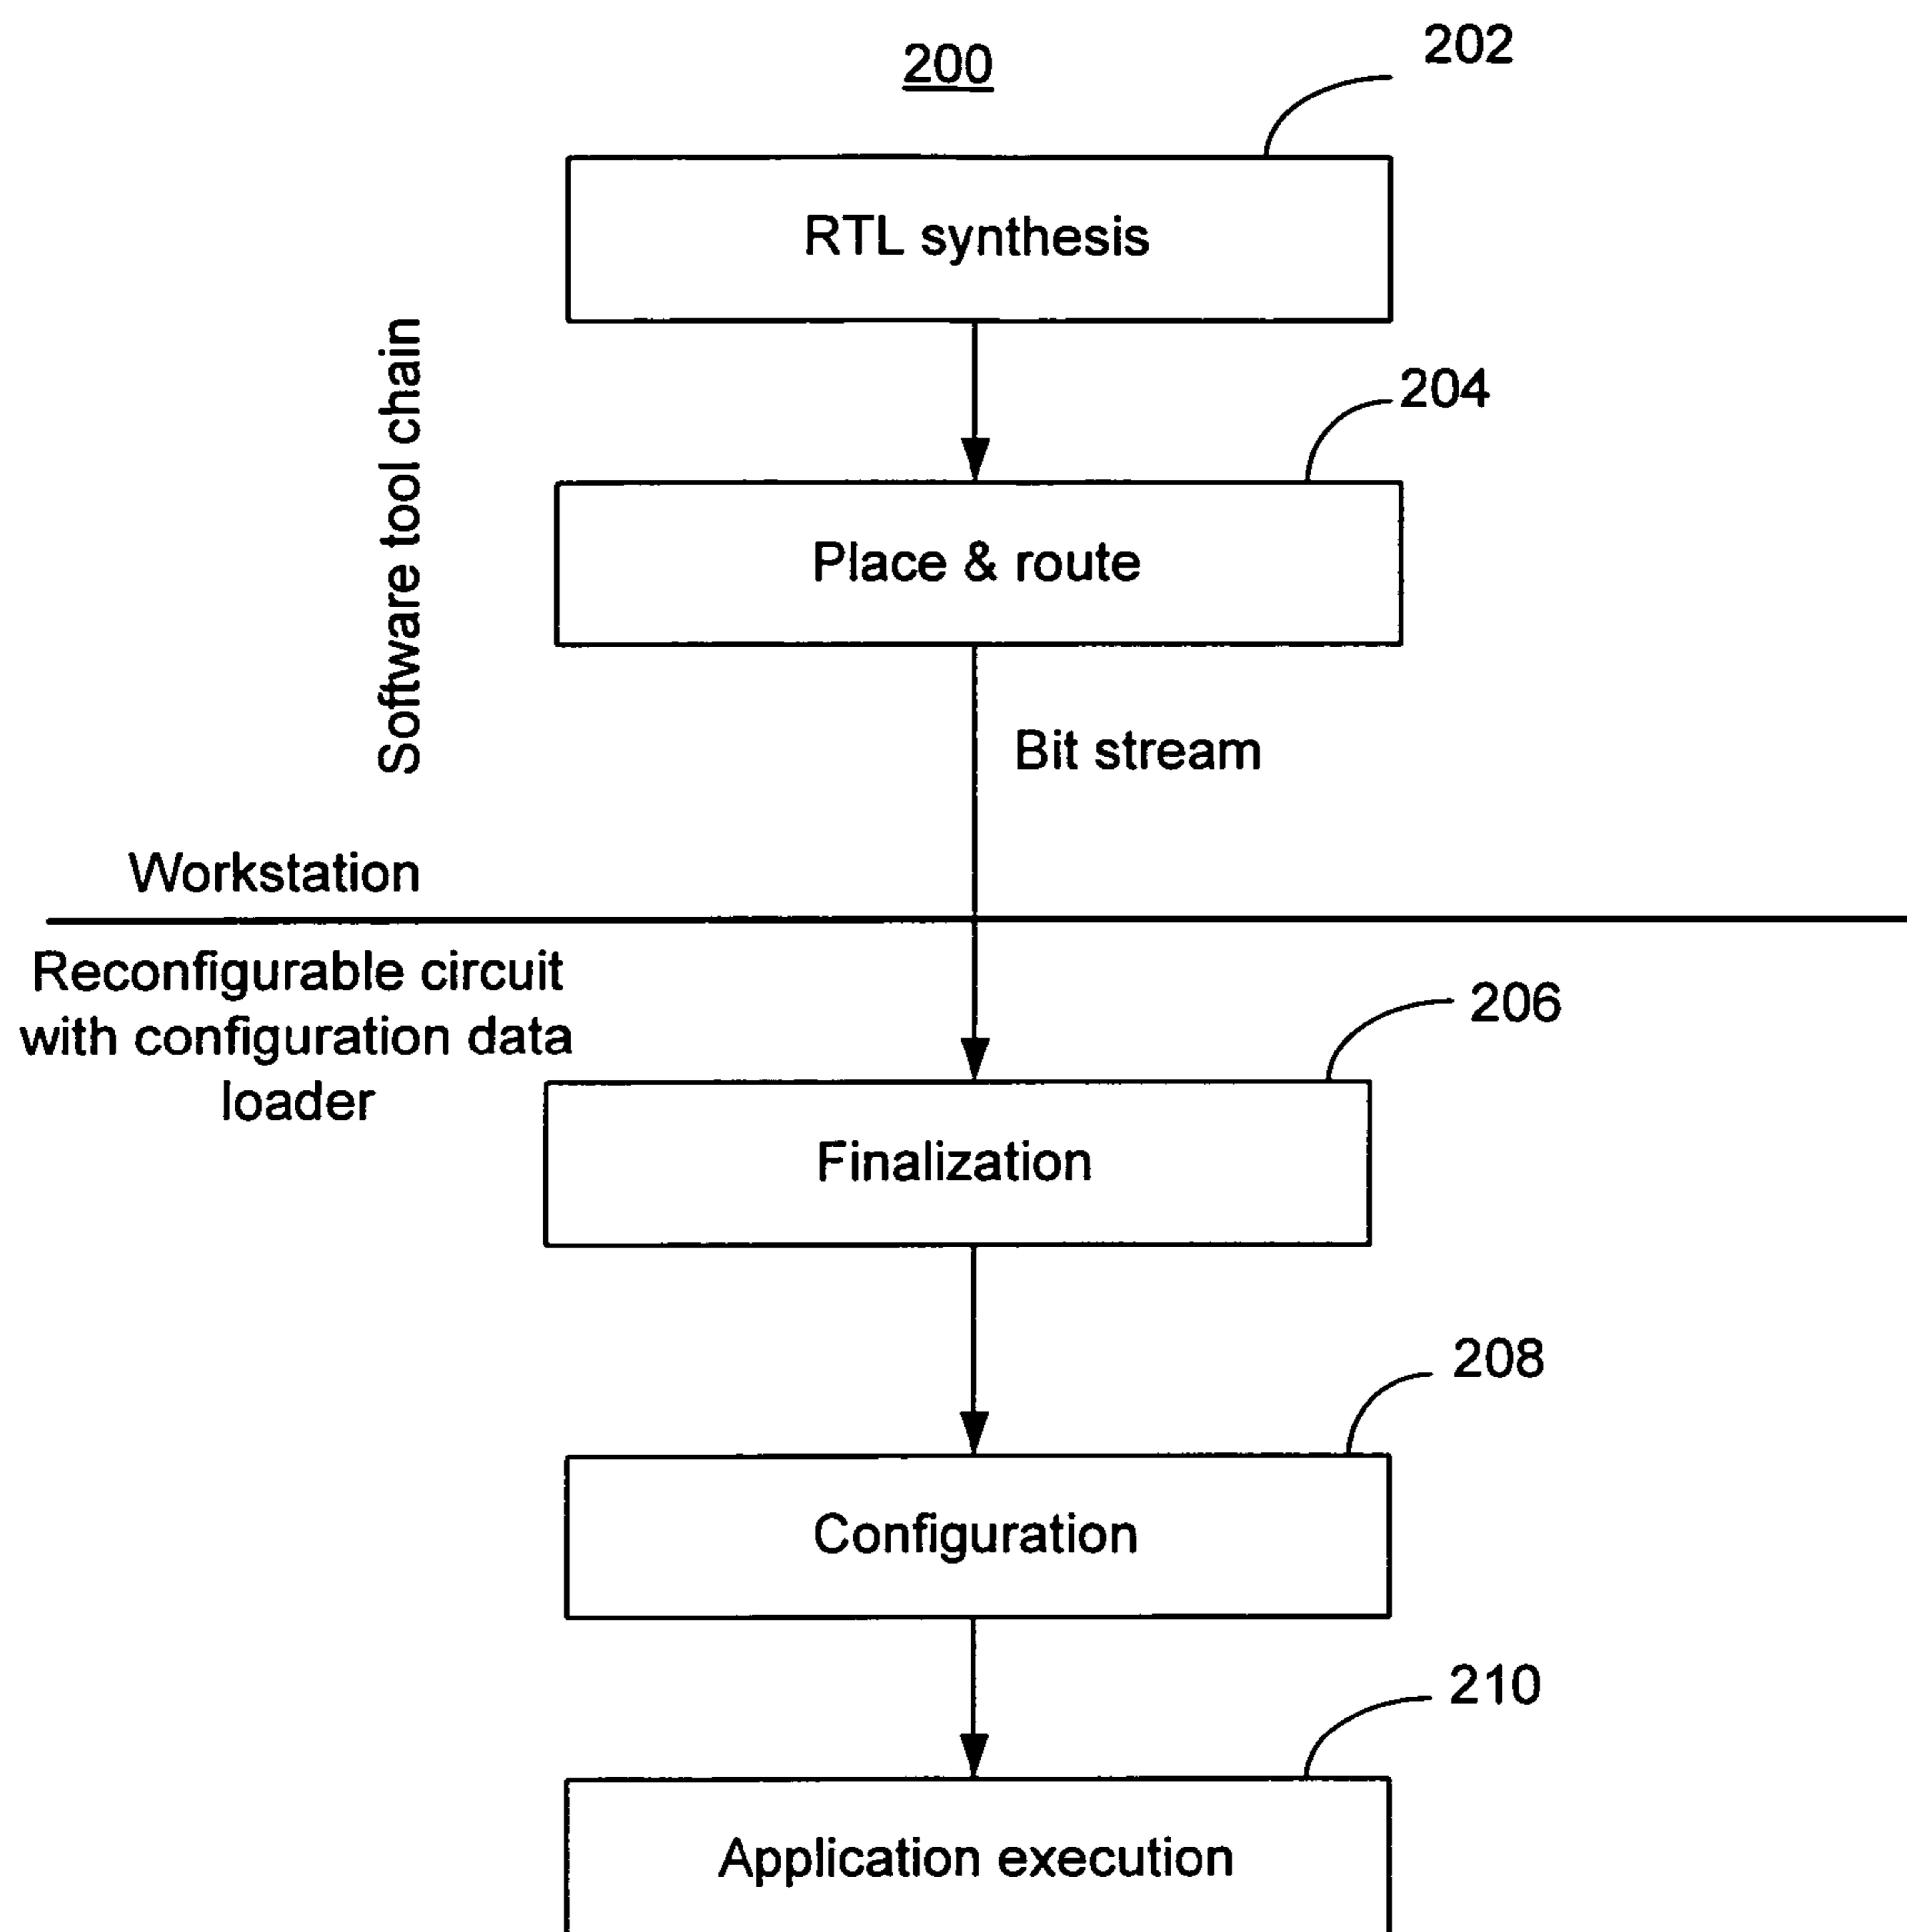 200
202
RTL synthesis
204
Software tool chain
Place & route
Bit stream
Workstation
Reconfigurable circuit
with configuration data
loader
206
Finalization
208
Configuration
210
Application execution